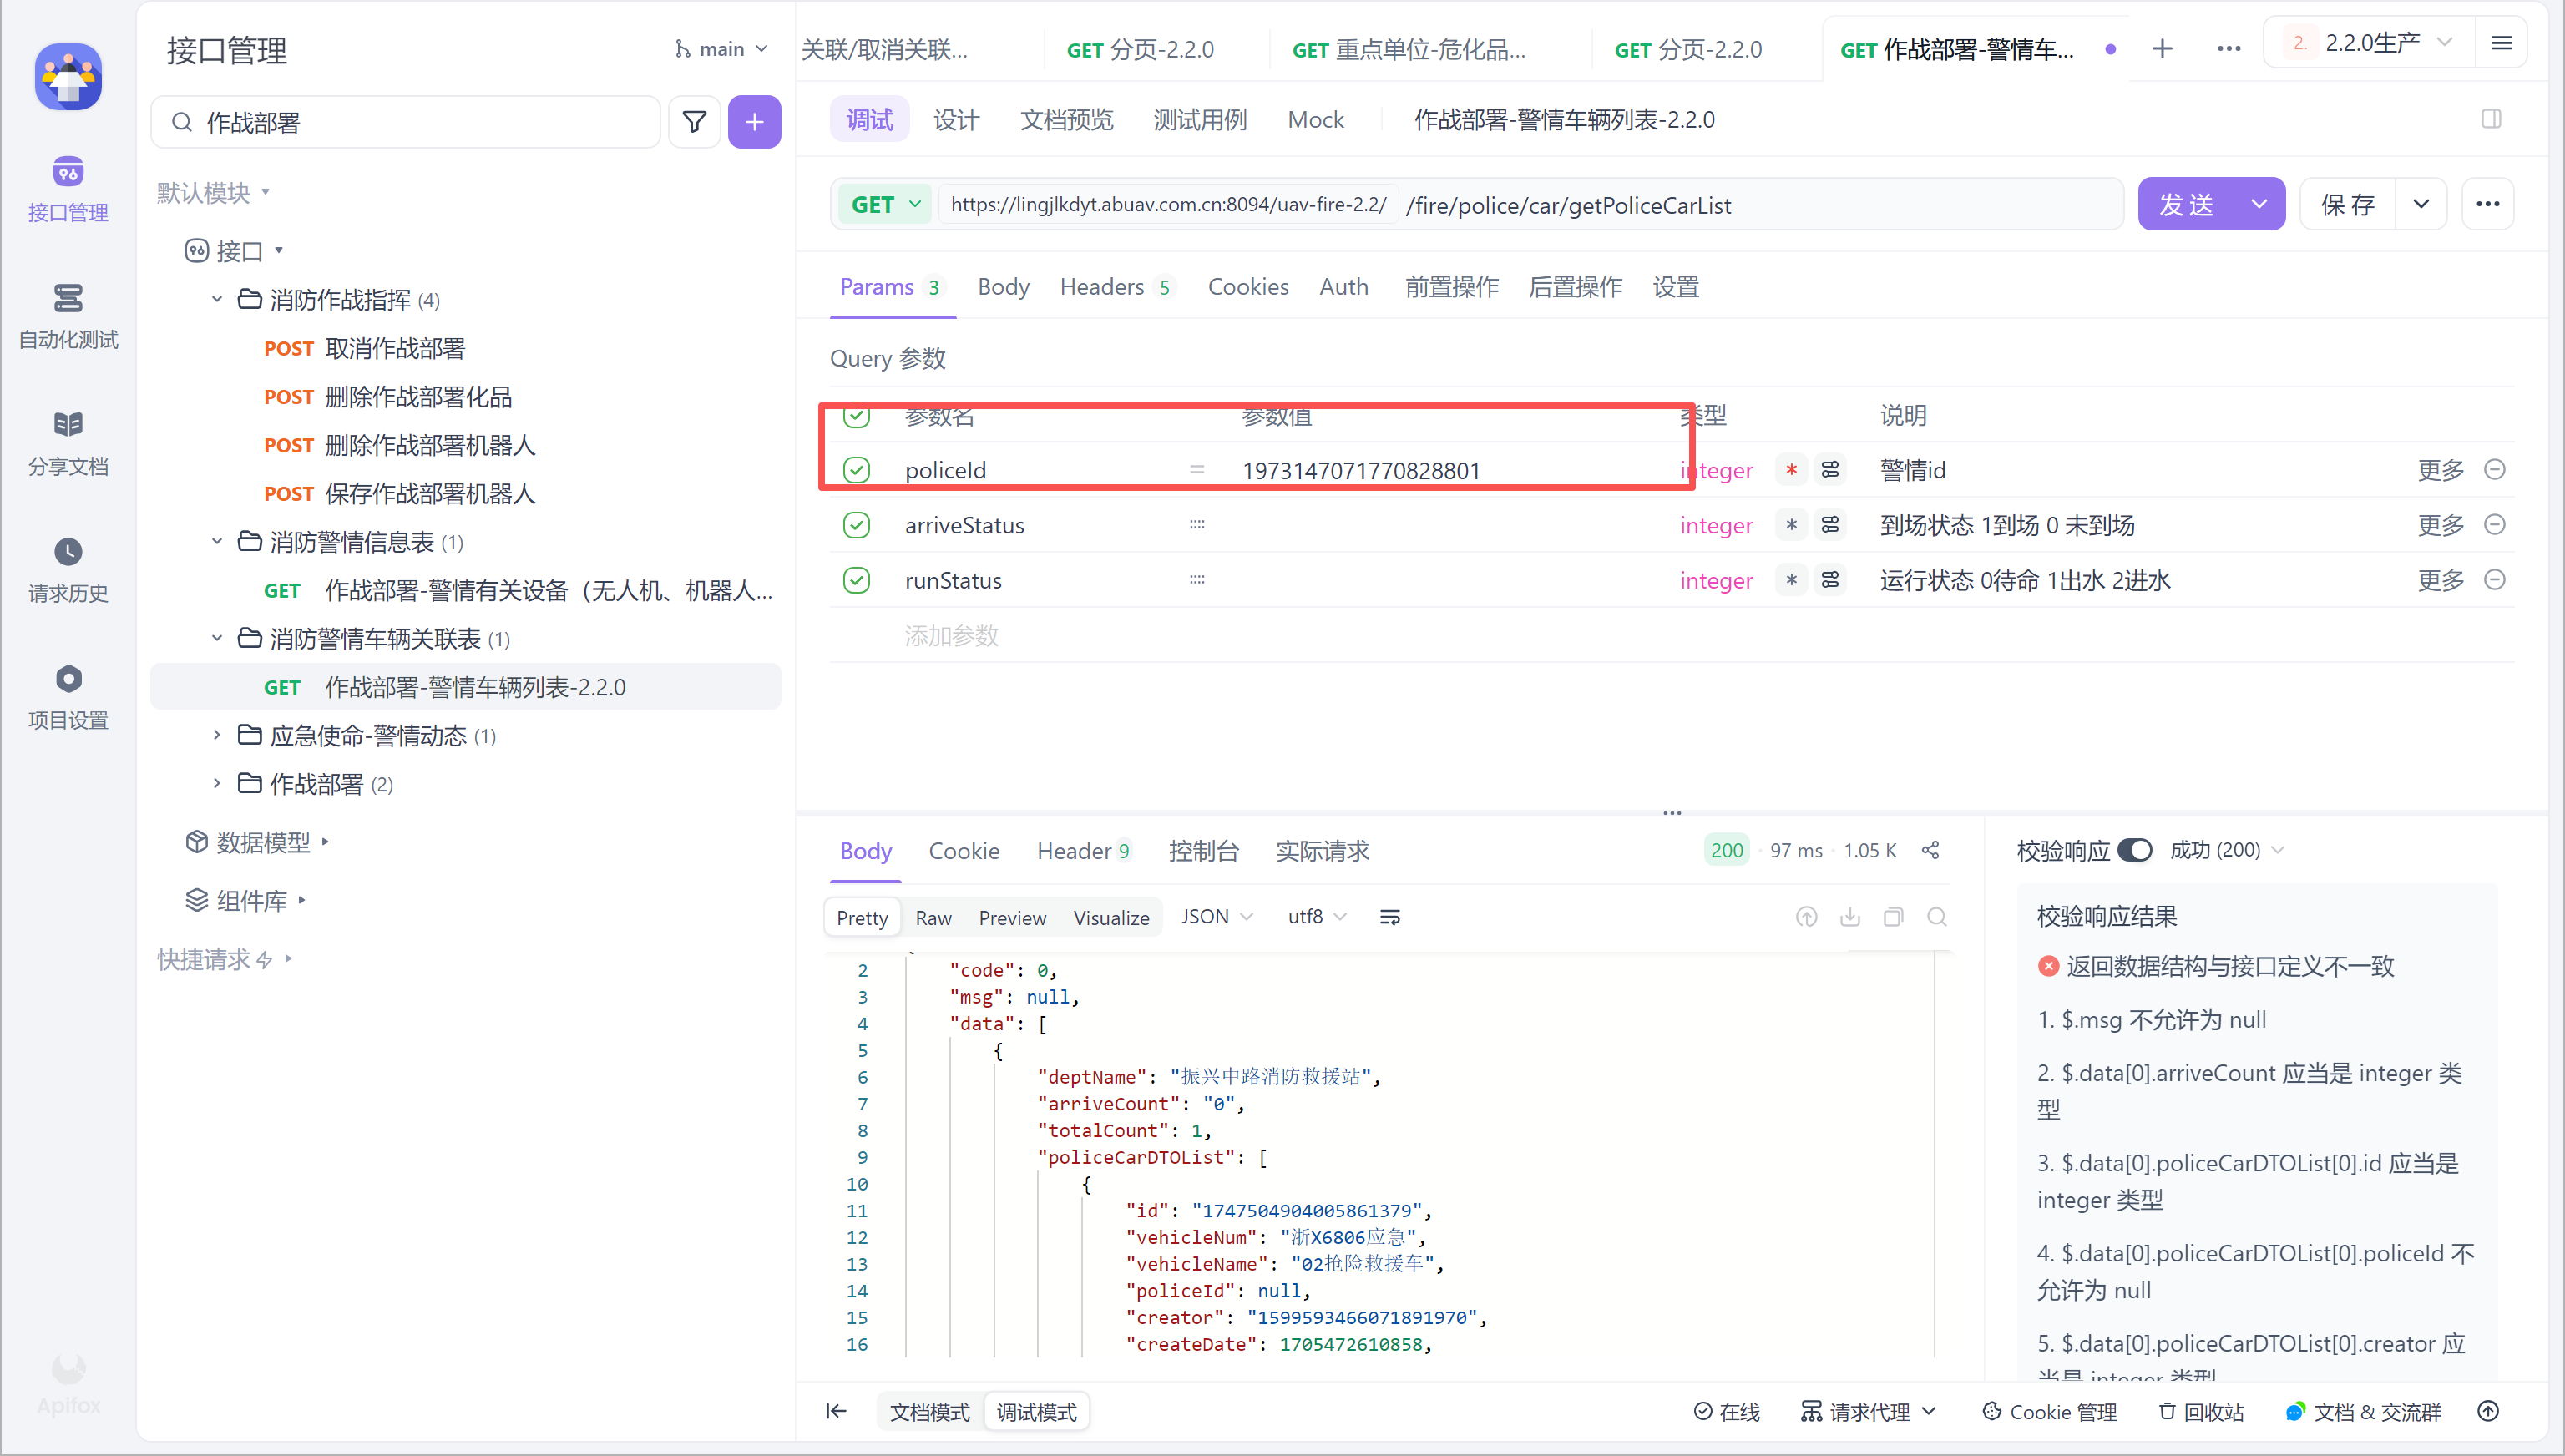 接口管理
main
关联/取消关联...
GET 分页-2.2.0
GET 重点单位-危化品...
GET 分页-2.2.0
GET 作战部署-警情车...
2. 2.2.0生产
作战部署
调试 设计 文档预览 测试用例 Mock 作战部署-警情车辆列表-2.2.0
接口管理
自动化测试
分享文档
请求历史
项目设置
Apifox
默认模块
接口
消防作战指挥 (4)
POST 取消作战部署
POST 删除作战部署化品
POST 删除作战部署机器人
POST 保存作战部署机器人
消防警情信息表 (1)
GET 作战部署-警情有关设备（无人机、机器人...
消防警情车辆关联表 (1)
GET 作战部署-警情车辆列表-2.2.0
应急使命-警情动态 (1)
作战部署 (2)
数据模型
组件库
快捷请求
GET https://lingjlkdyt.abuav.com.cn:8094/uav-fire-2.2/ /fire/police/car/getPoliceCarList 发送 保存
Params 3 Body Headers 5 Cookies Auth 前置操作 后置操作 设置
Query 参数
参数名 参数值 类型 说明
policeId = 1973147071770828801 integer * 警情id 更多
arriveStatus integer * 到场状态 1到场 0 未到场 更多
runStatus integer * 运行状态 0待命 1出水 2进水 更多
添加参数
Body Cookie Header 9 控制台 实际请求 200 97 ms 1.05 K
Pretty Raw Preview Visualize JSON utf8
2 "code": 0,
3 "msg": null,
4 "data": [
5 {
6 "deptName": "振兴中路消防救援站",
7 "arriveCount": "0",
8 "totalCount": 1,
9 "policeCarDTOList": [
10 {
11 "id": "1747504904005861379",
12 "vehicleNum": "浙X6806应急",
13 "vehicleName": "02抢险救援车",
14 "policeId": null,
15 "creator": "1599593466071891970",
16 "createDate": 1705472610858,
校验响应 成功 (200)
校验响应结果
返回数据结构与接口定义不一致
1. $.msg 不允许为 null
2. $.data[0].arriveCount 应当是 integer 类
型
3. $.data[0].policeCarDTOList[0].id 应当是
integer 类型
4. $.data[0].policeCarDTOList[0].policeId 不
允许为 null
5. $.data[0].policeCarDTOList[0].creator 应
当是 integer 类型
文档模式 调试模式 在线 请求代理 Cookie 管理 回收站 文档 & 交流群